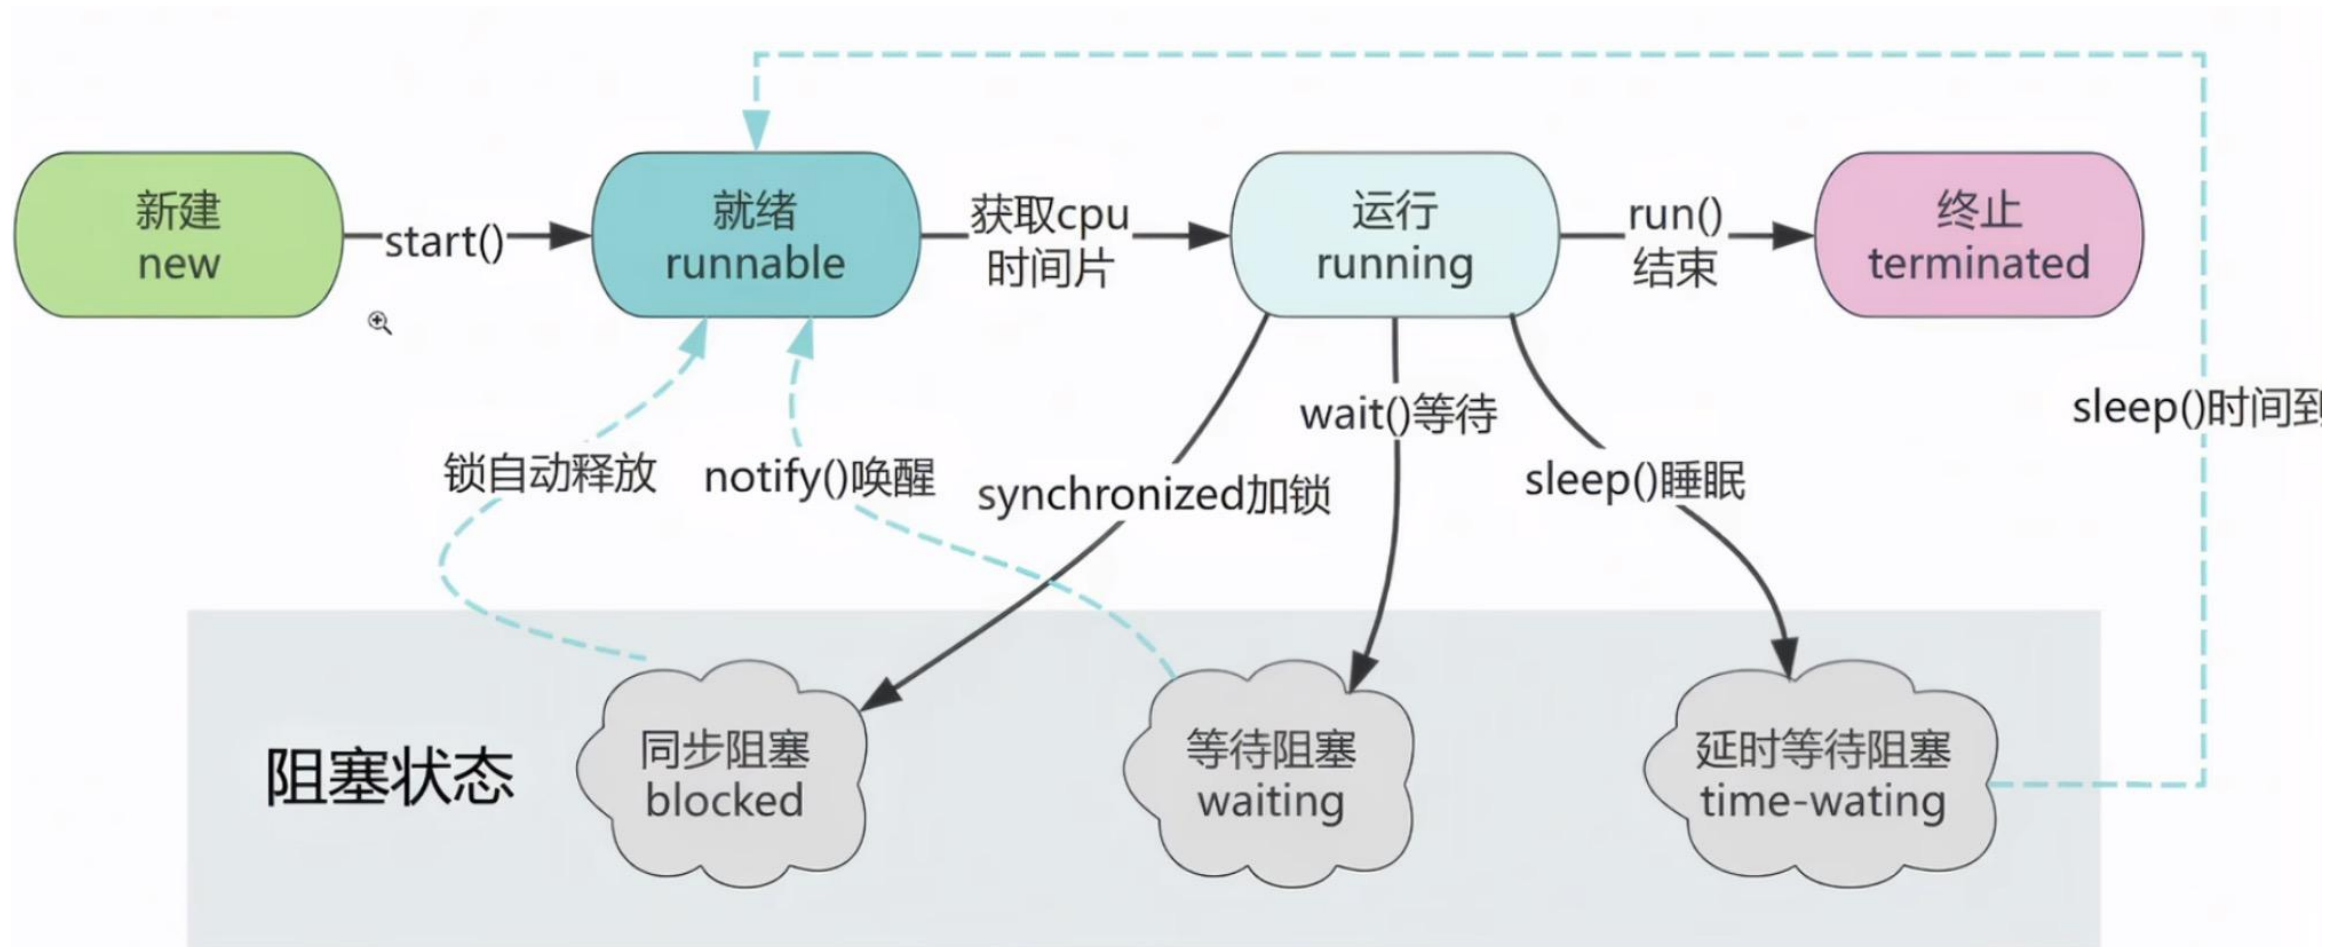 新建
new
start()
就绪
runnable
获取cpu
时间片
运行
running
run()
结束
终止
terminated
sleep()时间到
锁自动释放
notify()唤醒
synchronized加锁
wait()等待
sleep()睡眠
阻塞状态
同步阻塞
blocked
等待阻塞
waiting
延时等待阻塞
time-wating